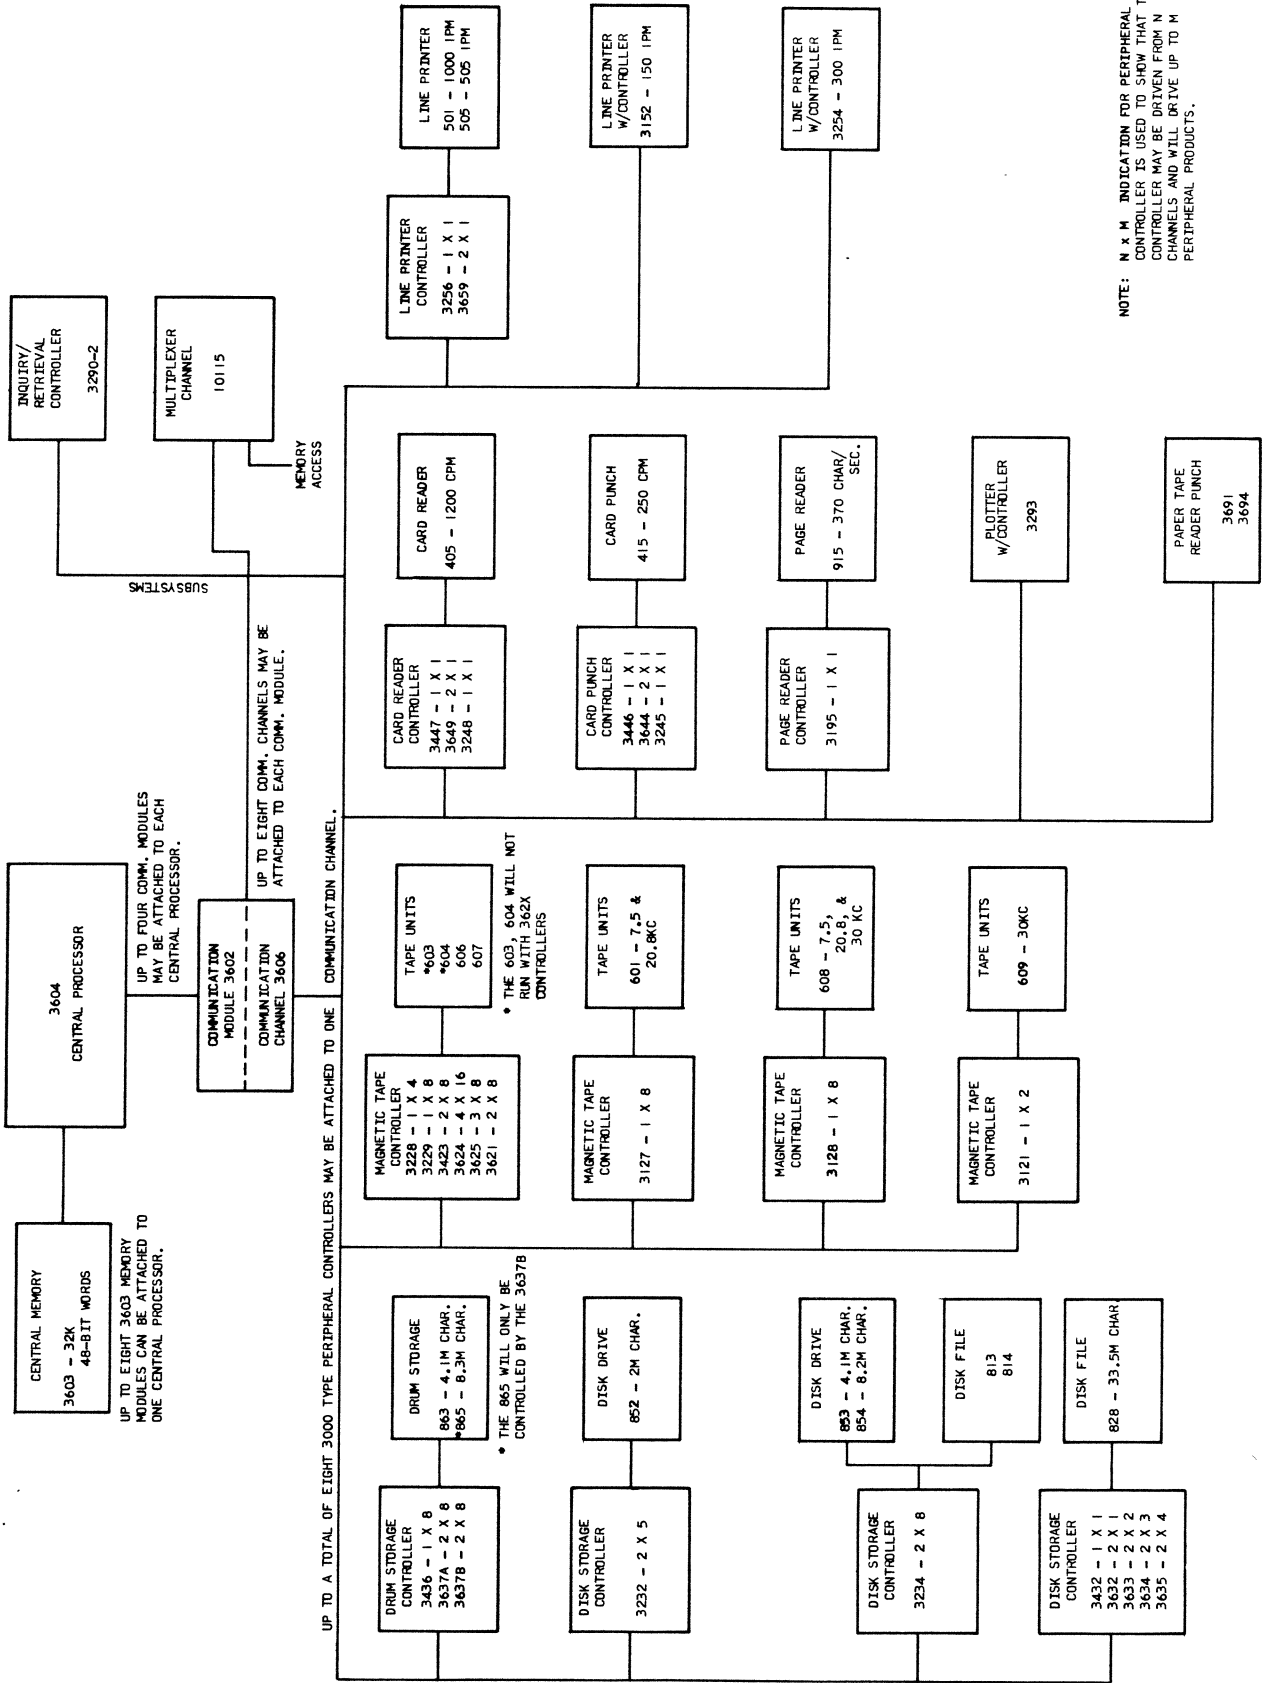 3604
CENTRAL PROCESSOR
CENTRAL MEMORY
3603 - 32K
48-BIT WORDS
UP TO EIGHT 3603 MEMORY
MODULES CAN BE ATTACHED TO
ONE CENTRAL PROCESSOR.
UP TO FOUR COMM. MODULES
MAY BE ATTACHED TO EACH
CENTRAL PROCESSOR.
COMMUNICATION
MODULE 3602
COMMUNICATION
CHANNEL 3606
UP TO EIGHT COMM. CHANNELS MAY BE
ATTACHED TO EACH COMM. MODULE.
SUBSYSTEMS
INQUIRY/
RETRIEVAL
CONTROLLER
3290-2
MULTIPLEXER
CHANNEL
10115
MEMORY
ACCESS
UP TO A TOTAL OF EIGHT 3000 TYPE PERIPHERAL CONTROLLERS MAY BE ATTACHED TO ONE COMMUNICATION CHANNEL.
DRUM STORAGE
CONTROLLER
3436 - 1 X 8
3637A - 2 X 8
3637B - 2 X 8
DRUM STORAGE
863 - 4.1M CHAR.
*865 - 8.3M CHAR.
* THE 865 WILL ONLY BE
CONTROLLED BY THE 3637B
DISK STORAGE
CONTROLLER
3232 - 2 X 5
DISK DRIVE
852 - 2M CHAR.
DISK STORAGE
CONTROLLER
3234 - 2 X 8
DISK DRIVE
853 - 4.1M CHAR.
854 - 8.2M CHAR.
DISK FILE
813
814
DISK STORAGE
CONTROLLER
3432 - 1 X 1
3632 - 2 X 1
3633 - 2 X 2
3634 - 2 X 3
3635 - 2 X 4
DISK FILE
828 - 33.5M CHAR.
MAGNETIC TAPE
CONTROLLER
3228 - 1 X 4
3229 - 1 X 8
3423 - 2 X 8
3624 - 4 X 16
3625 - 3 X 8
3621 - 2 X 8
TAPE UNITS
*603
*604
606
607
* THE 603, 604 WILL NOT
RUN WITH 362X
CONTROLLERS
MAGNETIC TAPE
CONTROLLER
3127 - 1 X 8
TAPE UNITS
601 - 7.5 &
20.8KC
MAGNETIC TAPE
CONTROLLER
3128 - 1 X 8
TAPE UNITS
608 - 7.5,
20.8, &
30 KC
MAGNETIC TAPE
CONTROLLER
3121 - 1 X 2
TAPE UNITS
609 - 30KC
CARD READER
CONTROLLER
3447 - 1 X 1
3649 - 2 X 1
3248 - 1 X 1
CARD READER
405 - 1200 CPM
CARD PUNCH
CONTROLLER
3446 - 1 X 1
3644 - 2 X 1
3245 - 1 X 1
CARD PUNCH
415 - 250 CPM
PAGE READER
CONTROLLER
3195 - 1 X 1
PAGE READER
915 - 370 CHAR/
SEC.
PLOTTER
W/CONTROLLER
3293
PAPER TAPE
READER PUNCH
3691
3694
LINE PRINTER
CONTROLLER
3256 - 1 X 1
3659 - 2 X 1
LINE PRINTER
501 - 1000 IPM
505 - 505 IPM
LINE PRINTER
W/CONTROLLER
3152 - 150 IPM
LINE PRINTER
W/CONTROLLER
3254 - 300 IPM
NOTE: N x M INDICATION FOR PERIPHERAL
CONTROLLER IS USED TO SHOW THAT
CONTROLLER MAY BE DRIVEN FROM N
CHANNELS AND WILL DRIVE UP TO M
PERIPHERAL PRODUCTS.